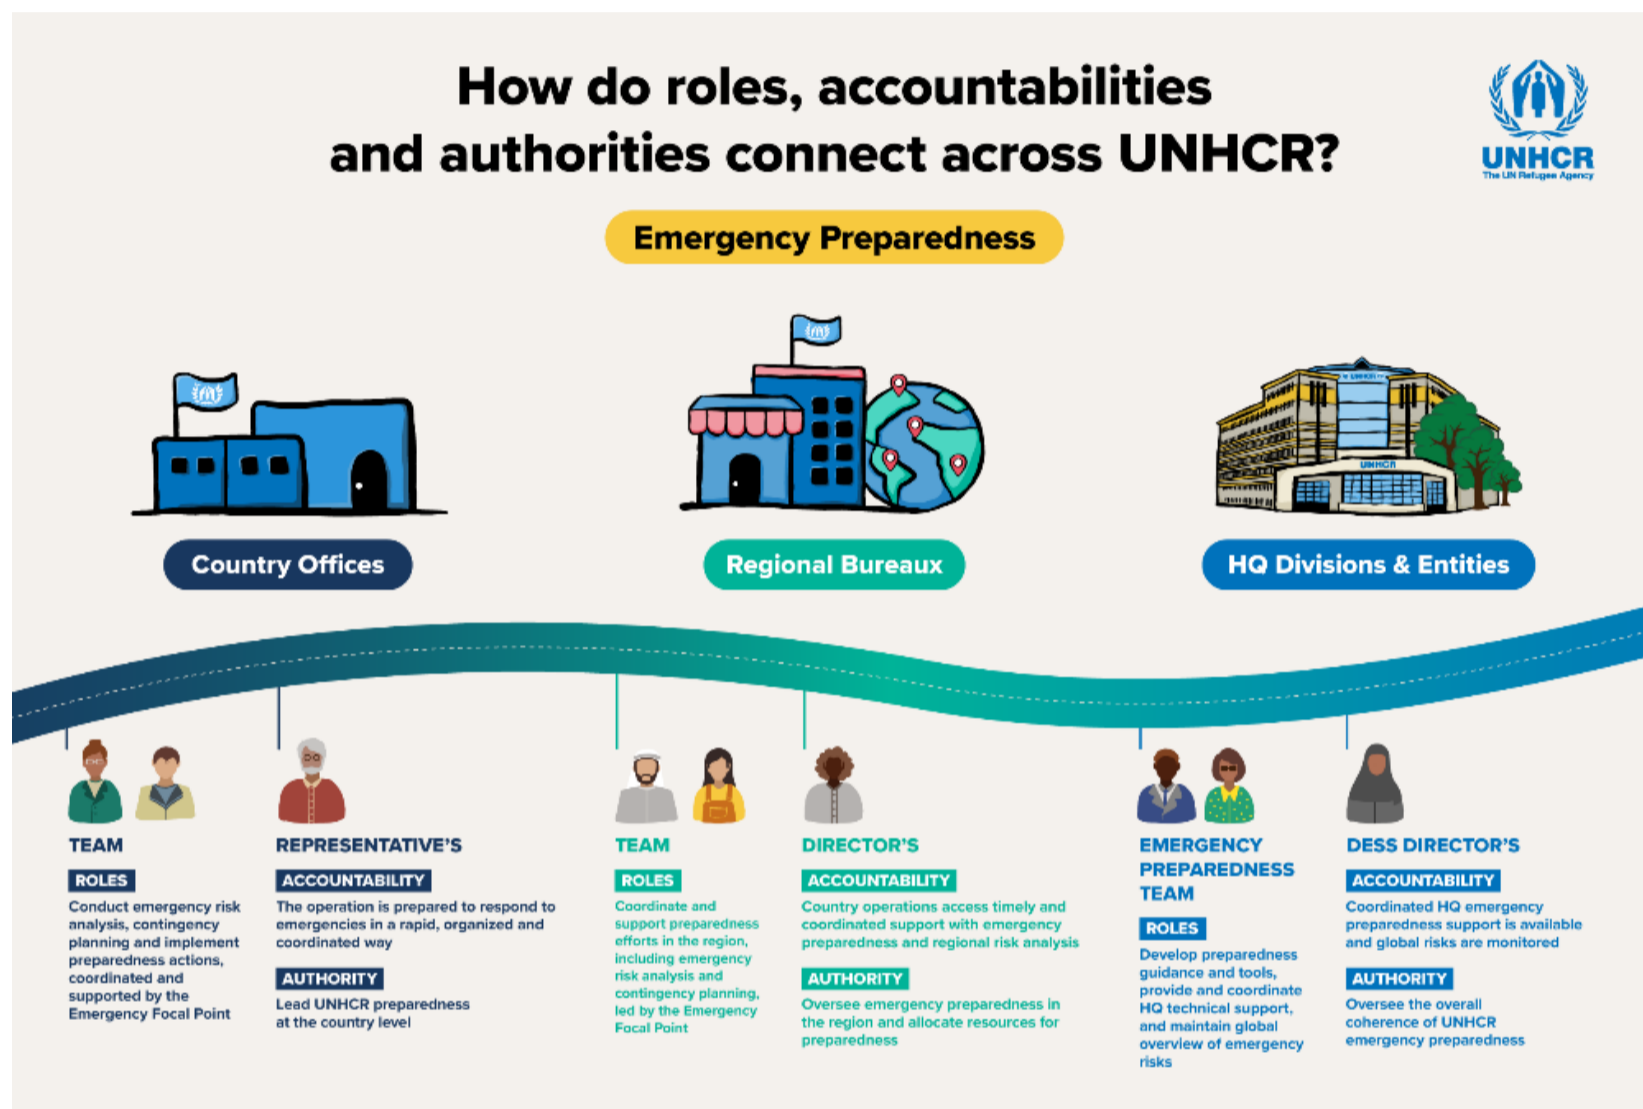 How do roles, accountabilities
and authorities connect across UNHCR?
UNHCR
The UN Refugee Agency
Emergency Preparedness
UNHCR
UNHCR
Country Offices
Regional Bureaux
HQ Divisions & Entities
TEAM
ROLES
Conduct emergency risk
analysis, contingency
planning and implement
preparedness actions,
coordinated and
supported by the
Emergency Focal Point
REPRESENTATIVE'S
ACCOUNTABILITY
The operation is prepared to respond to
emergencies in a rapid, organized and
coordinated way
AUTHORITY
Lead UNHCR preparedness
at the country level
TEAM
ROLES
Coordinate and
support preparedness
efforts in the region,
including emergency
risk analysis and
contingency planning,
led by the Emergency
Focal Point
DIRECTOR'S
ACCOUNTABILITY
Country operations access timely and
coordinated support with emergency
preparedness and regional risk analysis
AUTHORITY
Oversee emergency preparedness in
the region and allocate resources for
preparedness
EMERGENCY
PREPAREDNESS
TEAM
ROLES
Develop preparedness
guidance and tools,
provide and coordinate
HQ technical support,
and maintain global
overview of emergency
risks
DESS DIRECTOR'S
ACCOUNTABILITY
Coordinated HQ emergency
preparedness support is available
and global risks are monitored
AUTHORITY
Oversee the overall
coherence of UNHCR
emergency preparedness